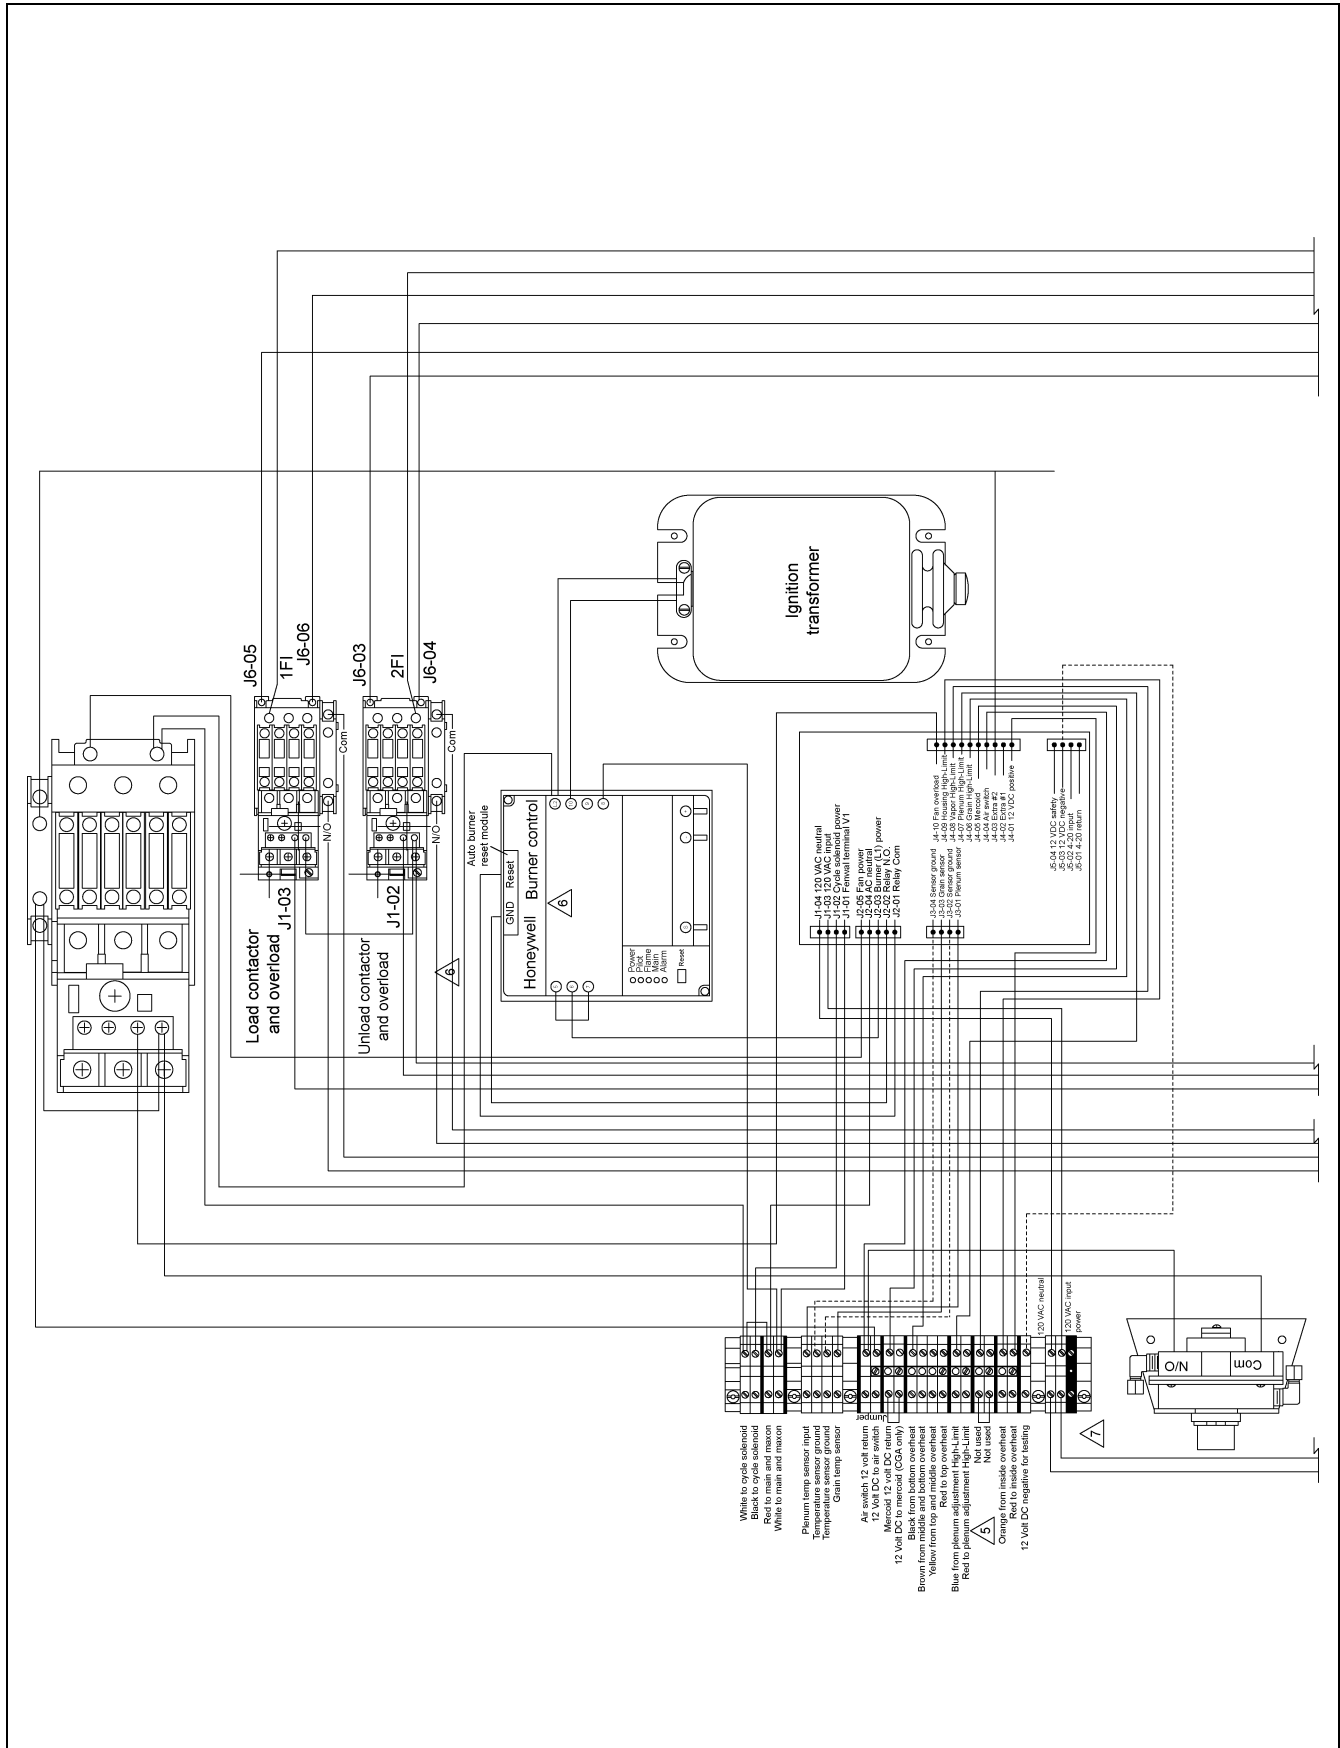 J6-05
1FI
J6-06
J6-03
2FI
J6-04
Com
N/O
Com
N/O
J1-03
Load contactor
and overload
J1-02
Unload contactor
and overload
6
Auto burner
reset module
GND Reset
Honeywell Burner control
6
Power
Pilot
Flame
Main
Alarm
Reset
Ignition
transformer
J1-04 120 VAC neutral
J1-03 120 VAC input
J1-02 Cycle solenoid power
J1-01 Fenwal terminal V1
J2-05 Fan power
J2-04 AC neutral
J2-03 Burner (L1) power
J2-02 Relay N.O.
J2-01 Relay Com
J3-04 Sensor ground
J3-03 Grain sensor
J3-02 Sensor ground
J3-01 Plenum sensor
J4-10 Fan overload
J4-09 Housing High-Limit
J4-08 Vapor High-Limit
J4-07 Plenum High-Limit
J4-06 Grain High-Limit
J4-05 Mercoid
J4-04 Air switch
J4-03 Extra #2
J4-02 Extra #1
J4-01 12 VDC positive
J5-04 12 VDC safety
J5-03 12 VDC negative
J5-02 4-20 input
J5-01 4-20 return
White to cycle solenoid
Black to cycle solenoid
Red to main and maxon
White to main and maxon
Plenum temp sensor input
Temperature sensor ground
Temperature sensor ground
Grain temp sensor
Jumper
Air switch 12 volt return
12 Volt DC to air switch
Mercoid 12 volt DC return
12 Volt DC to mercoid (CGA only)
Black from bottom overheat
Brown from middle and bottom overheat
Yellow from top and middle overheat
Red to top overheat
Blue from plenum adjustment High-Limit
Red to plenum adjustment High-Limit
Not used
Not used
5
Orange from inside overheat
Red to inside overheat
12 Volt DC negative for testing
120 VAC neutral
120 VAC input
power
7
N/O
Com